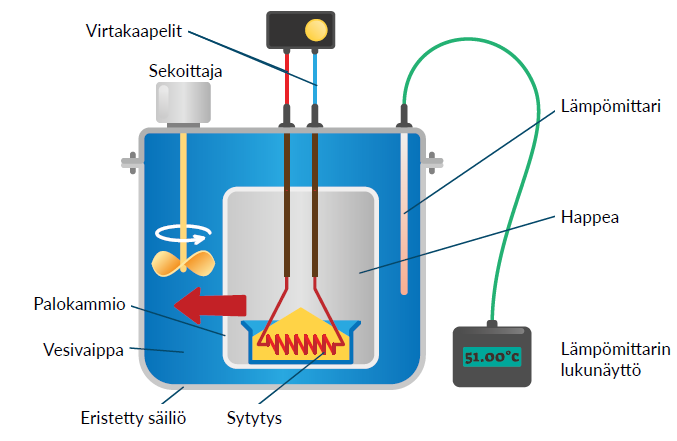 Virtakaapelit
Sekoittaja
Lämpömittari
Happea
Palokammio
Vesivaippa
Lämpömittarin
lukunäyttö
51.00°c
Eristetty säiliö
Sytytys